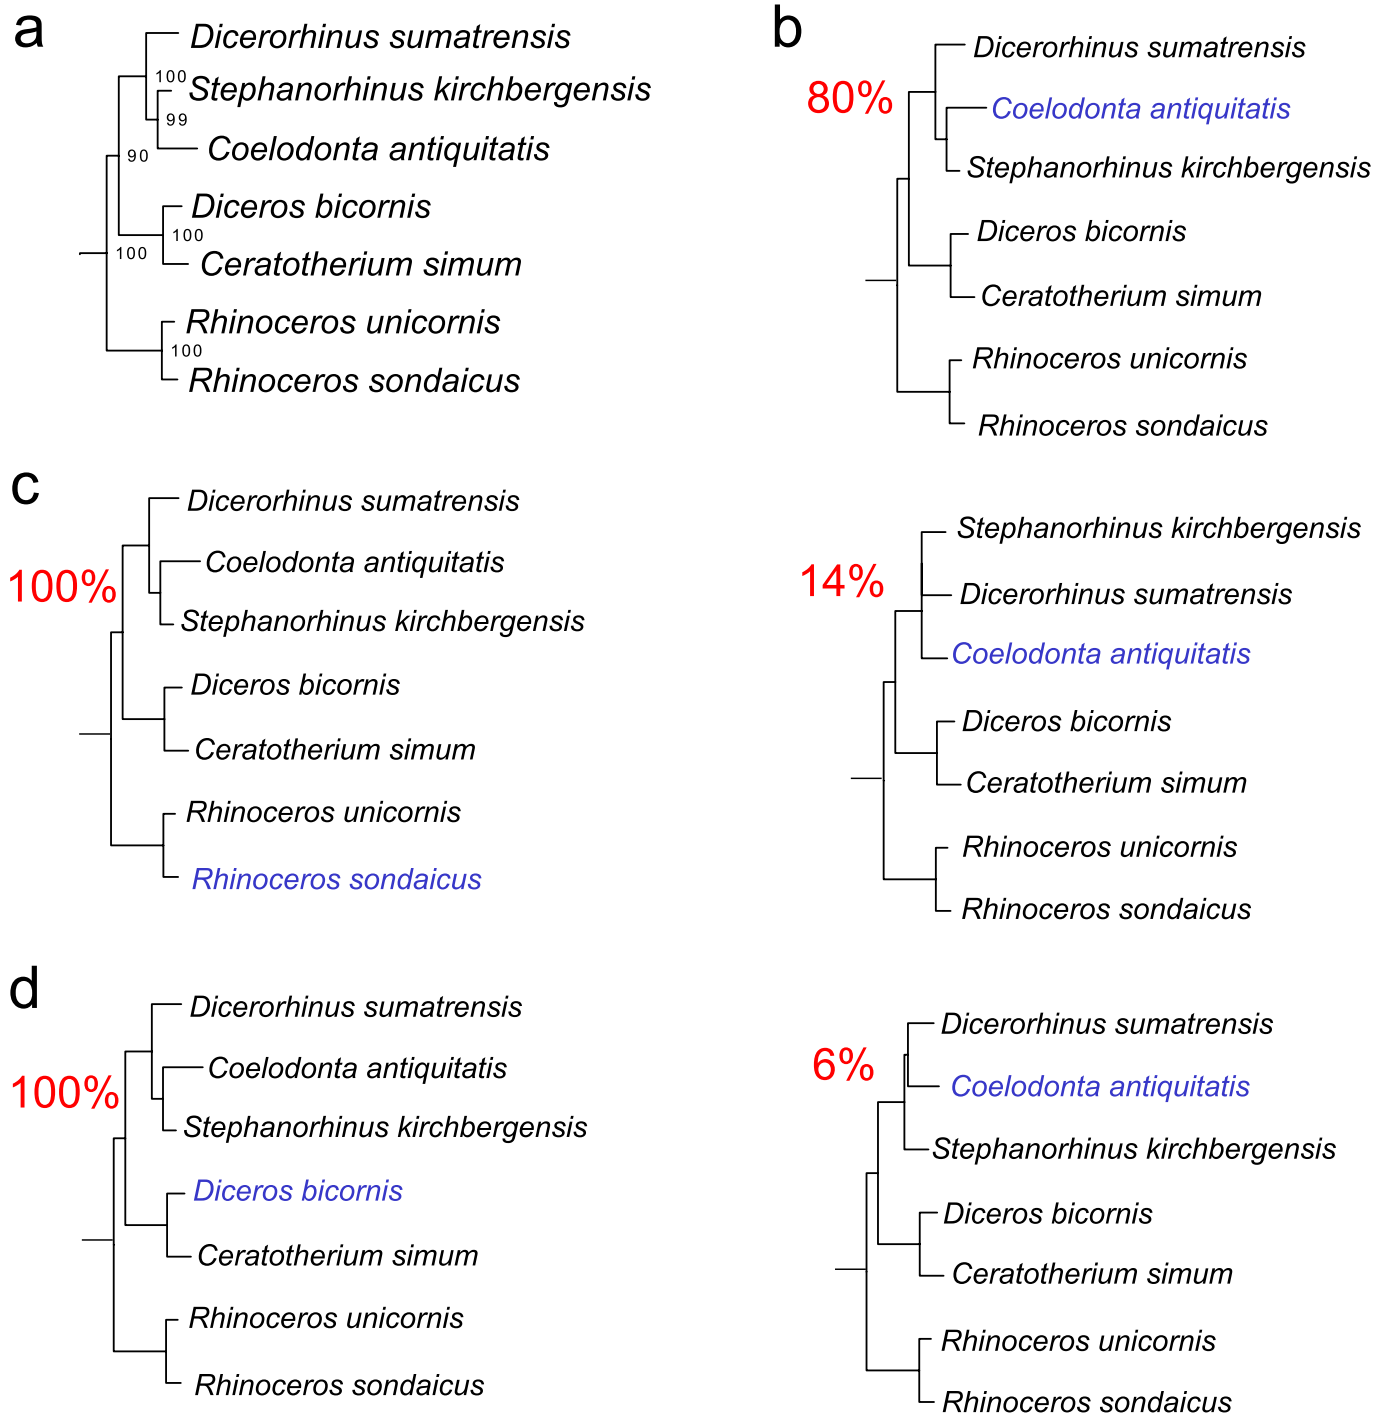 a
Dicerorhinus sumatrensis
100
Stephanorhinus kirchbergensis
99
Coelodonta antiquitatis
90
Diceros bicornis
100
100
Ceratotherium simum
Rhinoceros unicornis
100
Rhinoceros sondaicus
b
80%
Dicerorhinus sumatrensis
Coelodonta antiquitatis
Stephanorhinus kirchbergensis
Diceros bicornis
Ceratotherium simum
Rhinoceros unicornis
Rhinoceros sondaicus
14%
Stephanorhinus kirchbergensis
Dicerorhinus sumatrensis
Coelodonta antiquitatis
Diceros bicornis
Ceratotherium simum
Rhinoceros unicornis
Rhinoceros sondaicus
6%
Dicerorhinus sumatrensis
Coelodonta antiquitatis
Stephanorhinus kirchbergensis
Diceros bicornis
Ceratotherium simum
Rhinoceros unicornis
Rhinoceros sondaicus
c
100%
Dicerorhinus sumatrensis
Coelodonta antiquitatis
Stephanorhinus kirchbergensis
Diceros bicornis
Ceratotherium simum
Rhinoceros unicornis
Rhinoceros sondaicus
d
100%
Dicerorhinus sumatrensis
Coelodonta antiquitatis
Stephanorhinus kirchbergensis
Diceros bicornis
Ceratotherium simum
Rhinoceros unicornis
Rhinoceros sondaicus